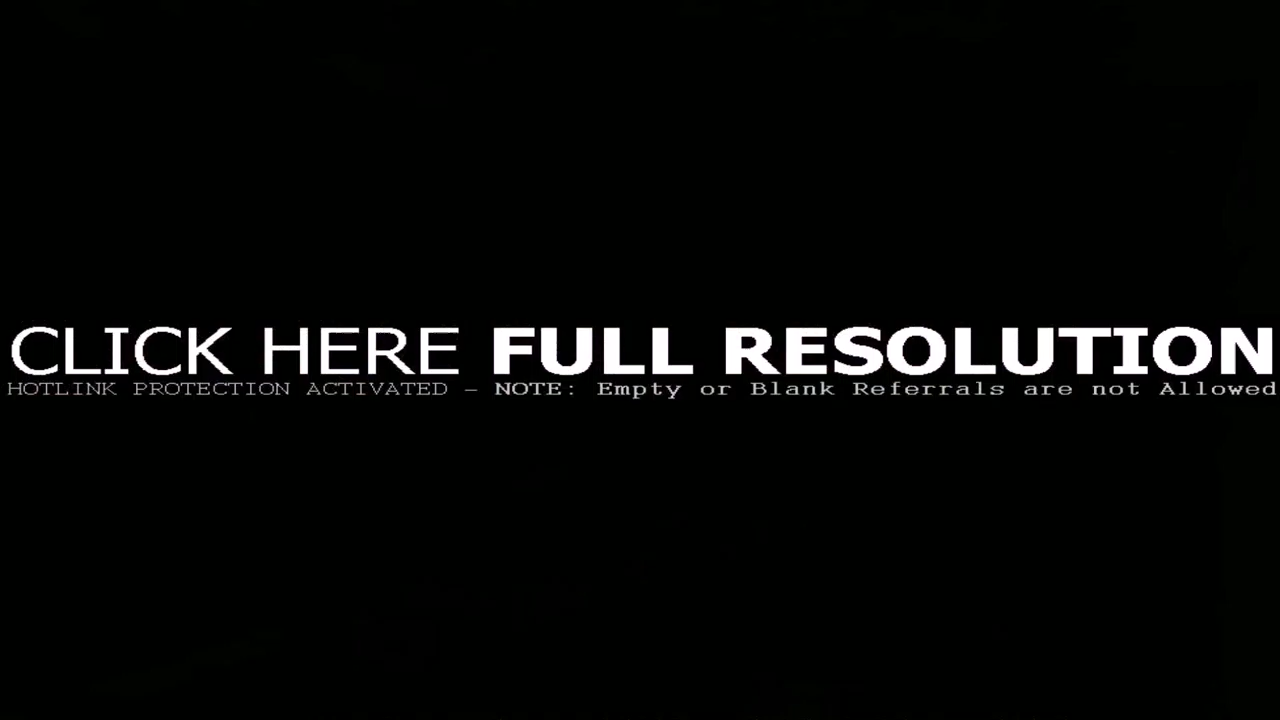 CLICK HERE FULL RESOLUTION
HOTLINK PROTECTION ACTIVATED - NOTE: Empty or Blank Referrals are not Allowed